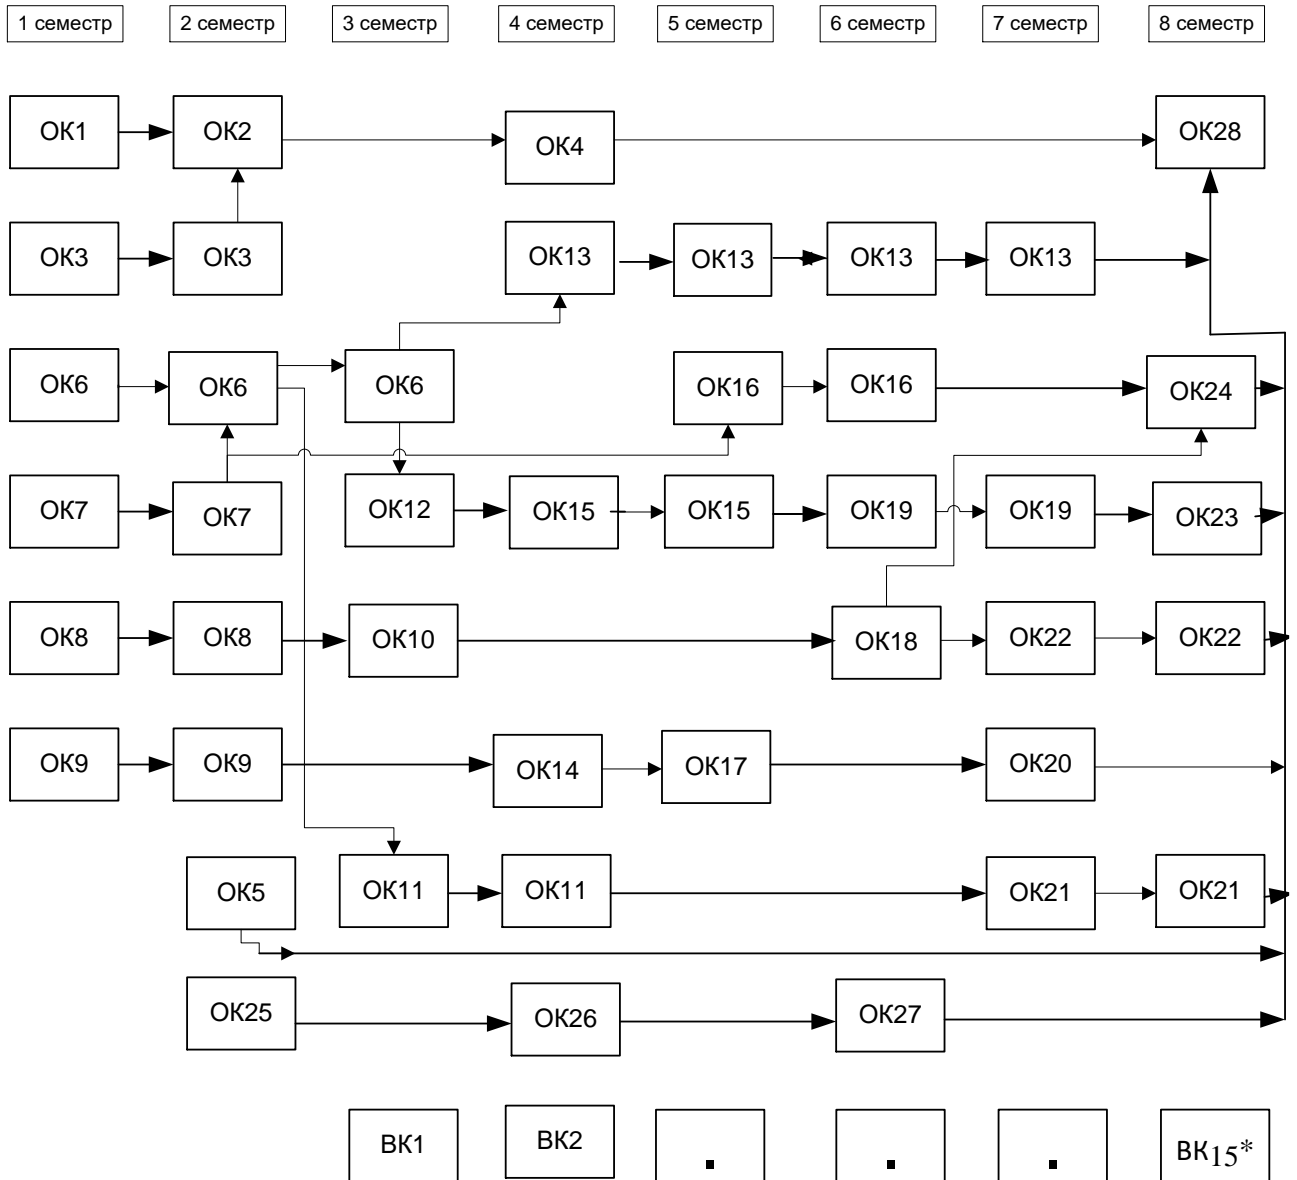 1 семестр 2 семестр 3 семестр 4 семестр 5 семестр 6 семестр 7 семестр 8 семестр
ОК1 ОК2 ОК4 ОК28
ОК3 ОК3 ОК13 ОК13 ОК13 ОК13
ОК6 ОК6 ОК6 ОК16 ОК16 ОК24
ОК7 ОК7 ОК12 ОК15 ОК15 ОК19 ОК19 ОК23
ОК8 ОК8 ОК10 ОК18 ОК22 ОК22
ОК9 ОК9 ОК14 ОК17 ОК20
ОК5 ОК11 ОК11 ОК21 ОК21
ОК25 ОК26 ОК27
ВК1 ВК2 . . . ВК15*